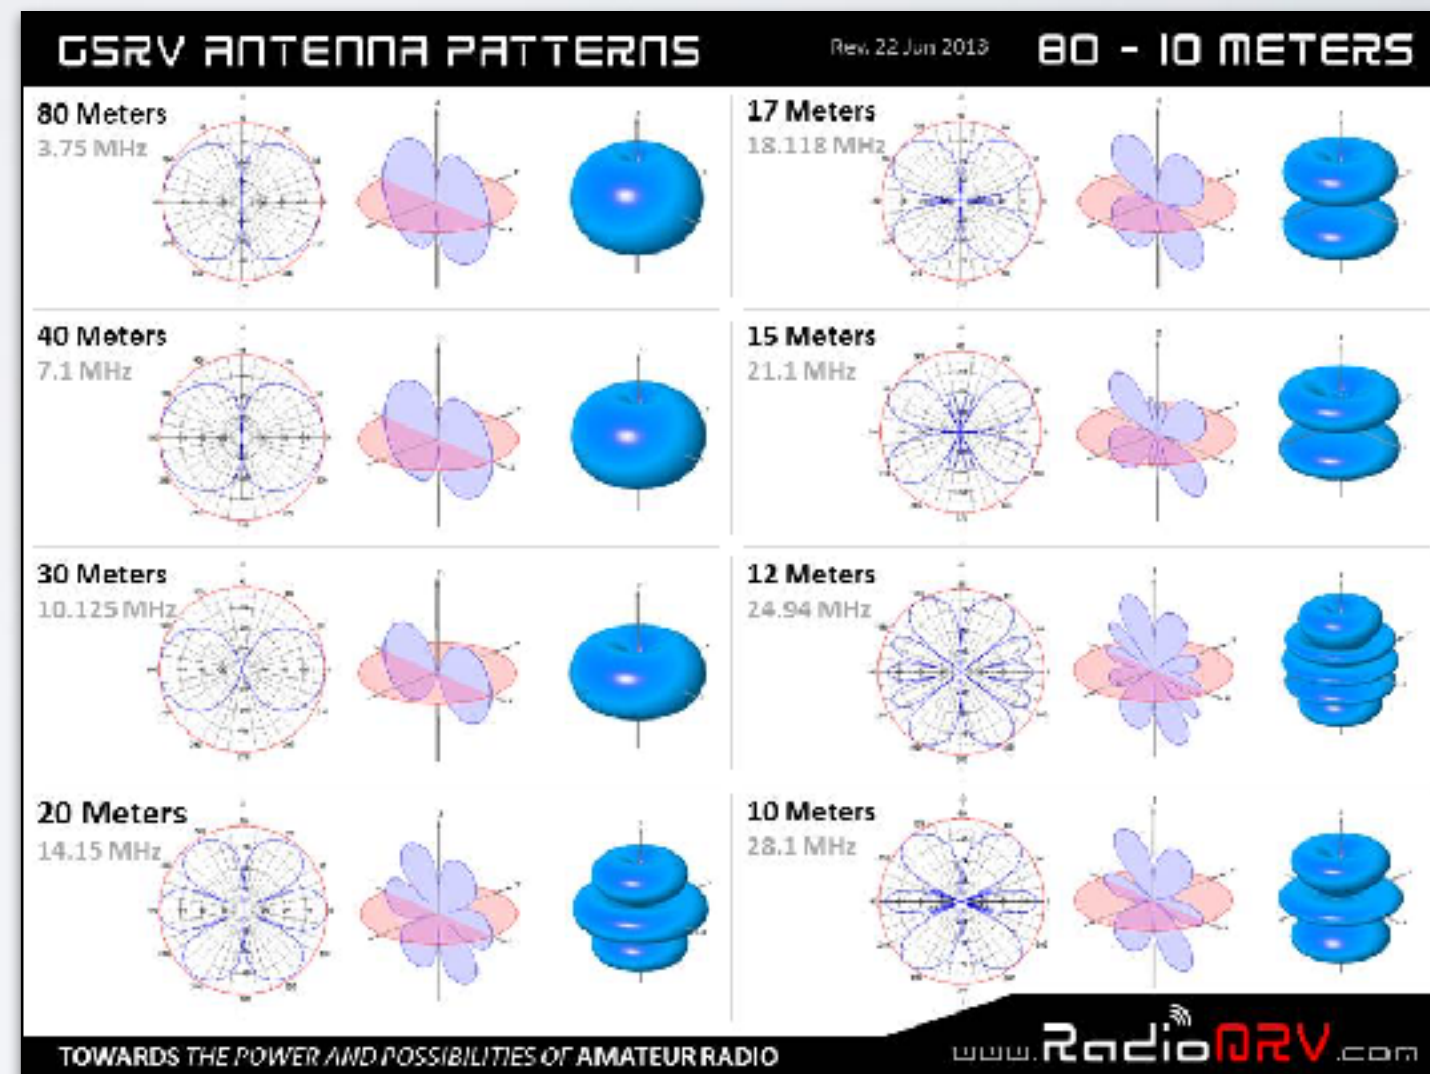 G5RV ANTENNA PATTERNS
Rev. 22 Jun 2013
80 - 10 METERS
80 Meters
3.75 MHz
40 Meters
7.1 MHz
30 Meters
10.125 MHz
20 Meters
14.15 MHz
17 Meters
18.118 MHz
15 Meters
21.1 MHz
12 Meters
24.94 MHz
10 Meters
28.1 MHz
TOWARDS THE POWER AND POSSIBILITIES OF AMATEUR RADIO
www.RadioQRV.com